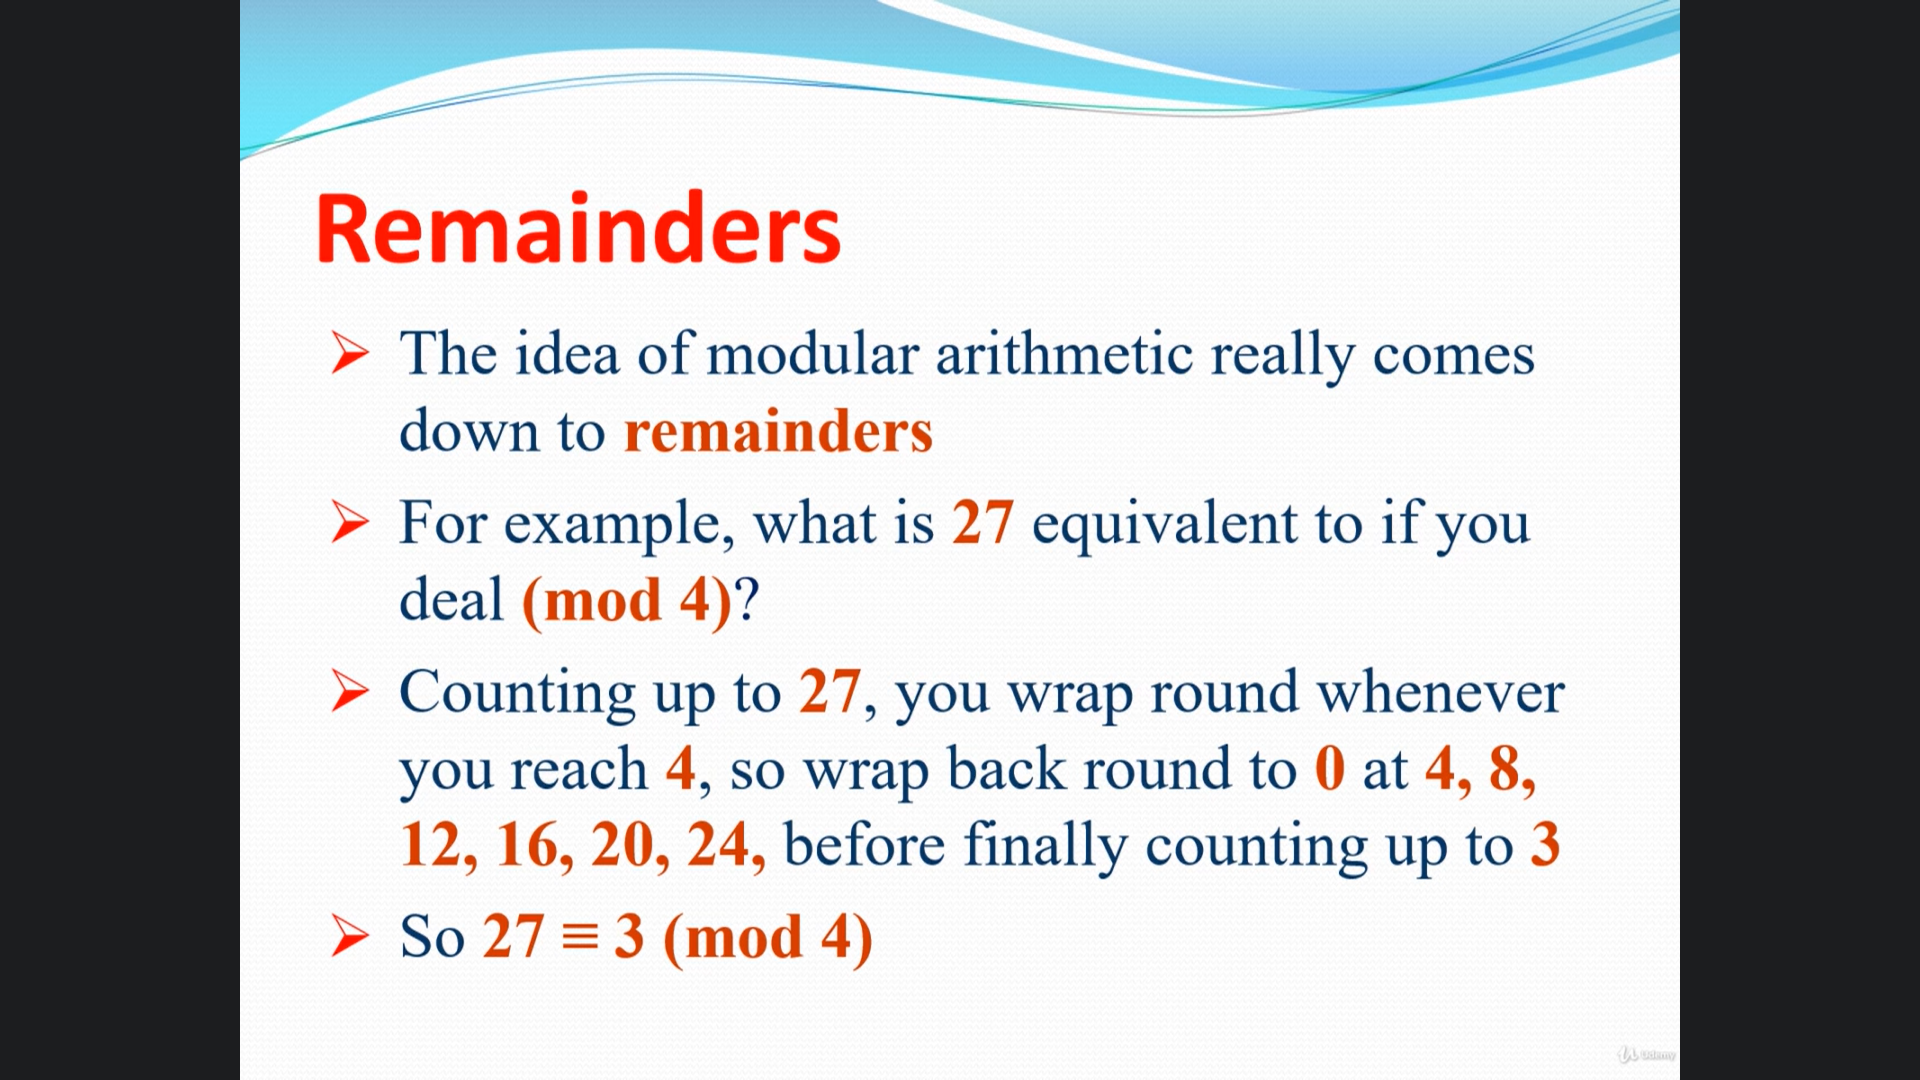 Remainders
The idea of modular arithmetic really comes
down to remainders
For example, what is 27 equivalent to if you
deal (mod 4)?
Counting up to 27, you wrap round whenever
you reach 4, so wrap back round to 0 at 4, 8,
12, 16, 20, 24, before finally counting up to 3
So 27 ≡ 3 (mod 4)
Udemy